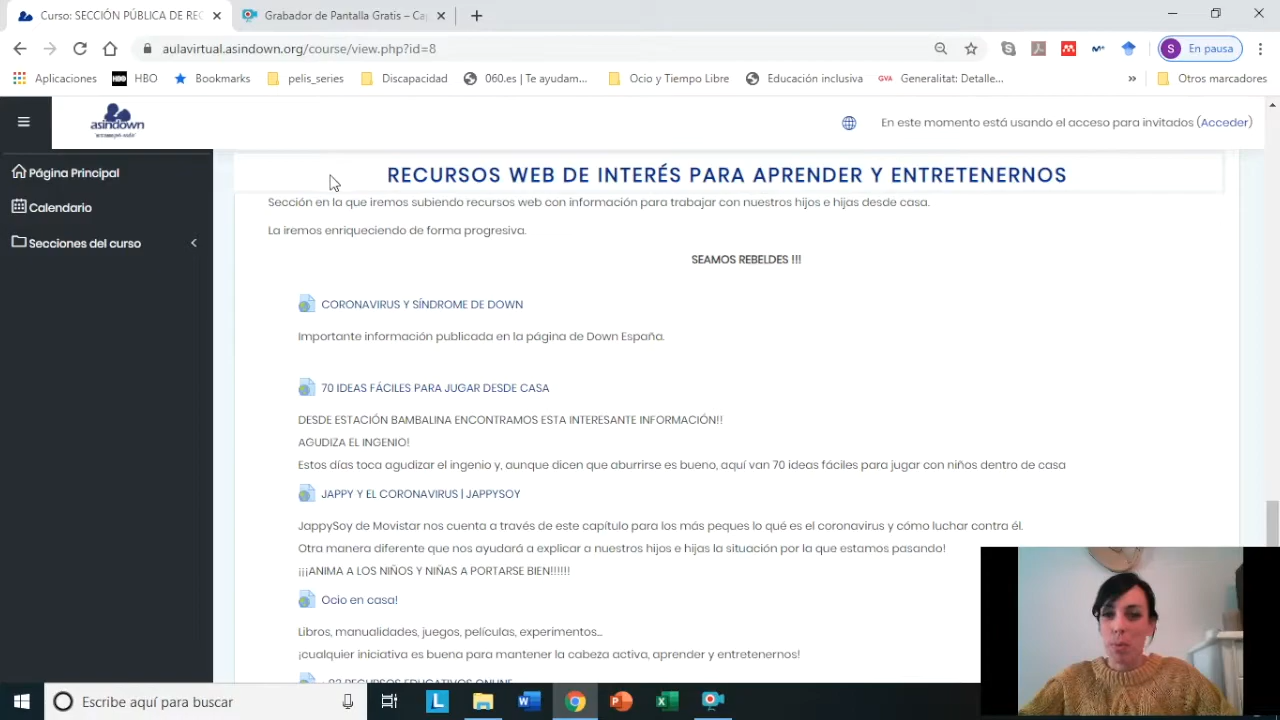 Curso: SECCIÓN PÚBLICA DE REC
Grabador de Pantalla Gratis – Ca
aulavirtual.asindown.org/course/view.php?id=8
S En pausa
Aplicaciones
HBO HBO
Bookmarks
pelis_series
Discapacidad
060.es | Te ayudam...
Ocio y Tiempo Libre
Educación inclusiva
GVA Generalitat: Detalle...
»
Otros marcadores
asindown
En este momento está usando el acceso para invitados (Acceder)
Página Principal
Calendario
Secciones del curso
RECURSOS WEB DE INTERÉS PARA APRENDER Y ENTRETENERNOS
Sección en la que iremos subiendo recursos web con información para trabajar con nuestros hijos e hijas desde casa.
La iremos enriqueciendo de forma progresiva.
SEAMOS REBELDES !!!
CORONAVIRUS Y SÍNDROME DE DOWN
Importante información publicada en la página de Down España.
70 IDEAS FÁCILES PARA JUGAR DESDE CASA
DESDE ESTACIÓN BAMBALINA ENCONTRAMOS ESTA INTERESANTE INFORMACIÓN!!
AGUDIZA EL INGENIO!
Estos días toca agudizar el ingenio y, aunque dicen que aburrirse es bueno, aquí van 70 ideas fáciles para jugar con niños dentro de casa
JAPPY Y EL CORONAVIRUS | JAPPYSOY
JappySoy de Movistar nos cuenta a través de este capítulo para los más peques lo qué es el coronavirus y cómo luchar contra él.
Otra manera diferente que nos ayudará a explicar a nuestros hijos e hijas la situación por la que estamos pasando!
¡¡¡ANIMA A LOS NIÑOS Y NIÑAS A PORTARSE BIEN!!!!!!
Ocio en casa!
Libros, manualidades, juegos, películas, experimentos...
¡cualquier iniciativa es buena para mantener la cabeza activa, aprender y entretenernos!
RECURSOS EDUCATIVOS ONLINE
Escribe aquí para buscar